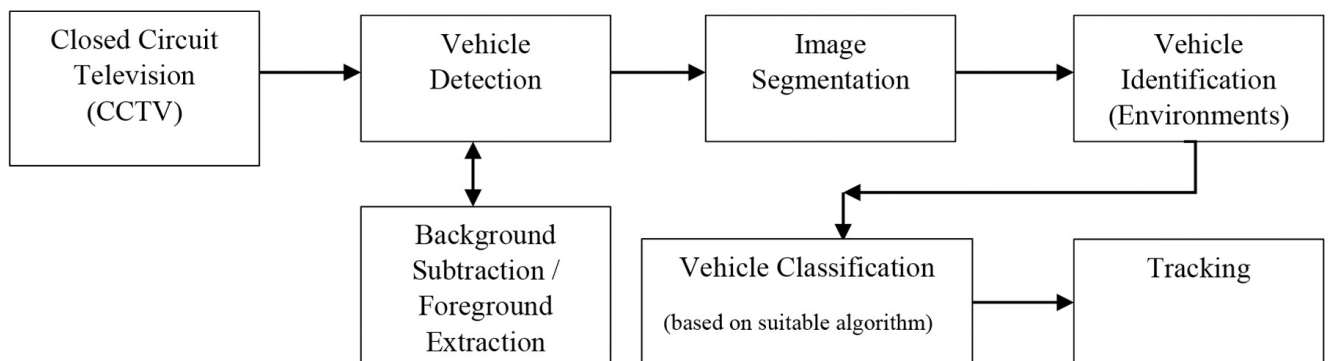 Closed Circuit
Television
(CCTV)
Vehicle
Detection
Image
Segmentation
Vehicle
Identification
(Environments)
Background
Subtraction /
Foreground
Extraction
Vehicle Classification
(based on suitable algorithm)
Tracking